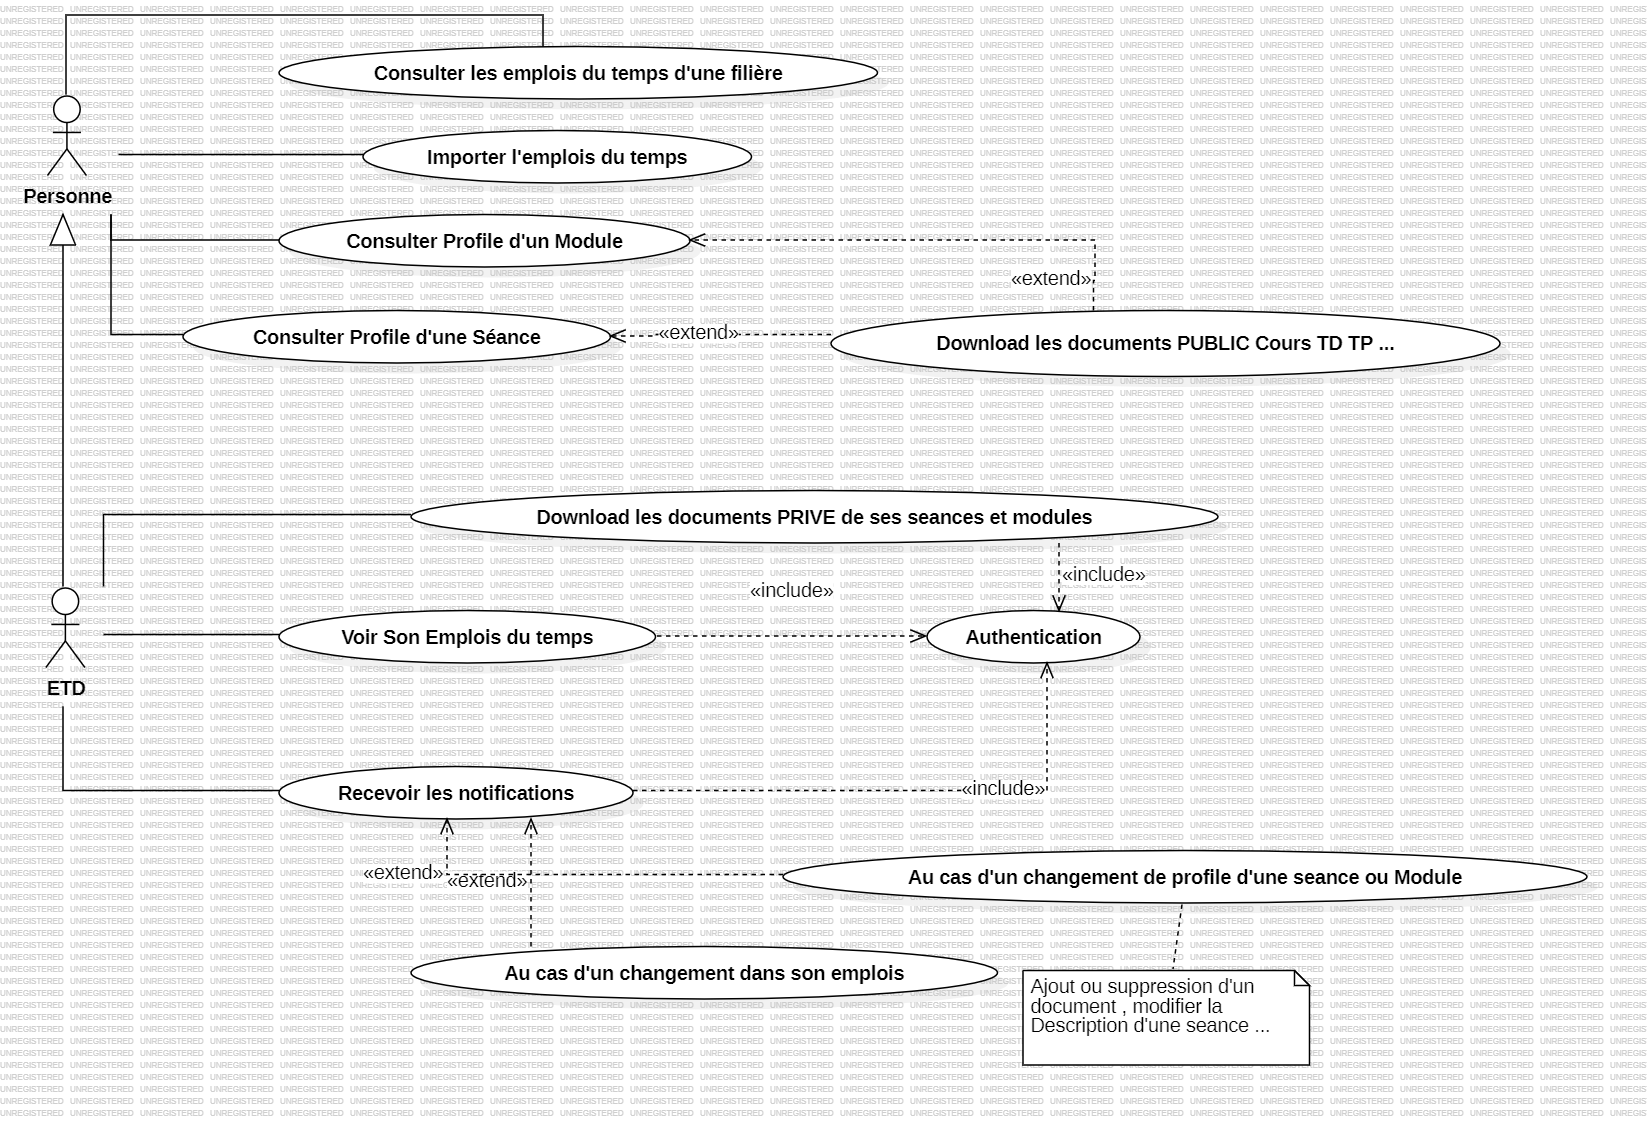 Consulter les emplois du temps d'une filière
Importer l'emplois du temps
Personne
Consulter Profile d'un Module
«extend»
Consulter Profile d'une Séance
«extend»
Download les documents PUBLIC Cours TD TP ...
Download les documents PRIVE de ses seances et modules
«include»
«include»
Voir Son Emplois du temps
Authentication
ETD
Recevoir les notifications
«include»
«extend»
«extend»
Au cas d'un changement de profile d'une seance ou Module
Au cas d'un changement dans son emplois
Ajout ou suppression d'un
document , modifier la
Description d'une seance ...
UNREGISTERED